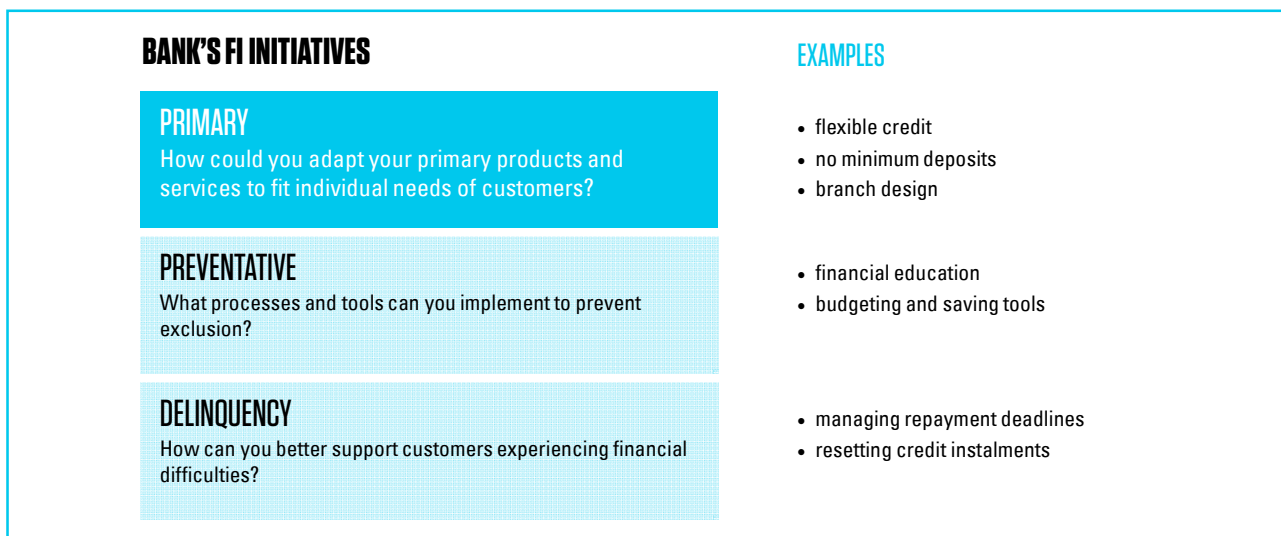 BANK'S FI INITIATIVES
EXAMPLES
PRIMARY
How could you adapt your primary products and
services to fit individual needs of customers?
• flexible credit
• no minimum deposits
• branch design
PREVENTATIVE
What processes and tools can you implement to prevent
exclusion?
• financial education
• budgeting and saving tools
DELINQUENCY
How can you better support customers experiencing financial
difficulties?
• managing repayment deadlines
• resetting credit instalments